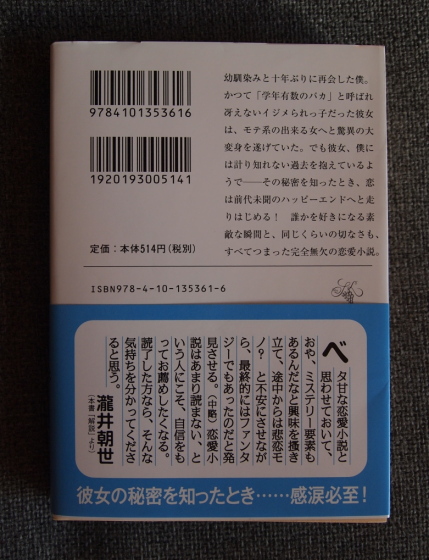 9784101353616
1920193005141
定価：本体514円（税別）
ISBN978-4-10-135361-6
幼馴染みと十年ぶりに再会した僕。
かつて「学年有数のバカ」と呼ばれ
冴えないイジメられっ子だった彼女
は、モテ系の出来る女へと驚異の大
変身を遂げていた。でも彼女、僕に
は計り知れない過去を抱えているよ
うで――その秘密を知ったとき、恋
は前代未聞のハッピーエンドへと走
りはじめる！　誰かを好きになる素
敵な瞬間と、同じくらいの切なさも、
すべてつまった完全無欠の恋愛小説。
ベタ甘な恋愛小説と
思わせておいて、
おや、ミステリー要素も
あるんだなと興味を掻き
立て、途中からは悲恋モ
ノ？　と不安にさせなが
ら、最終的にはファンタ
ジーでもあったのだと発
見させる。（中略）恋愛小
説はあまり読まない、と
いう人にこそ、自信をも
ってお薦めしたくなる。
読了した方なら、そんな
気持ちを分かってくださ
ると思う。
瀧井朝世
（本書「解説」より）
彼女の秘密を知ったとき……感涙必至！